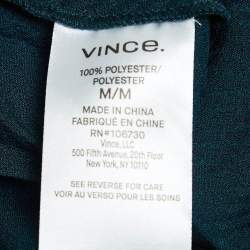 VINCE.
100% POLYESTER/
POLYESTER
M/M
MADE IN CHINA
FABRIQUÉ EN CHINE
RN#106730
Vince, LLC
500 Fifth Avenue, 20th Floor
New York, NY 10110
SEE REVERSE FOR CARE
VOIR AU VERSO POUR LES SOINS